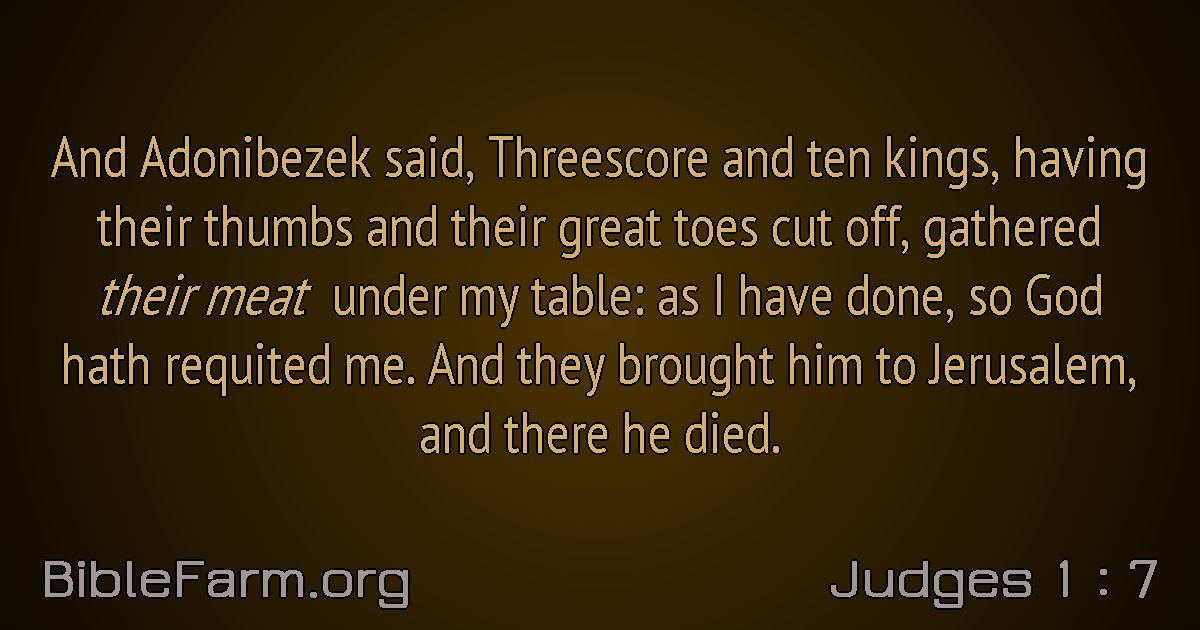 And Adonibezek said, Threescore and ten kings, having
their thumbs and their great toes cut off, gathered
their meat under my table: as I have done, so God
hath requited me. And they brought him to Jerusalem,
and there he died.
BibleFarm.org
Judges 1 : 7